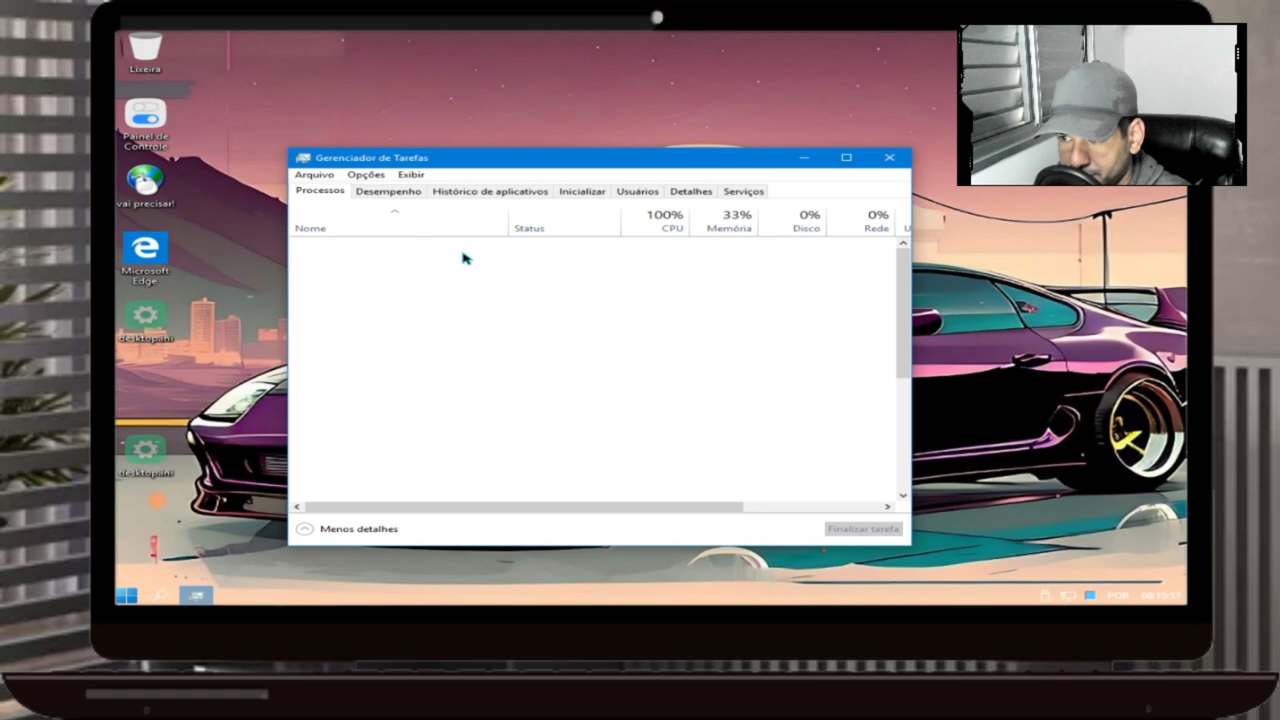 Lixeira
Painel de
Controle
vai precisar!
Microsoft
Edge
desktopani
desktopani
Gerenciador de Tarefas
Arquivo Opções Exibir
Processos Desempenho Histórico de aplicativos Inicializar Usuários Detalhes Serviços
100% 33% 0% 0%
Nome Status CPU Memória Disco Rede U
Menos detalhes Finalizar tarefa
POR